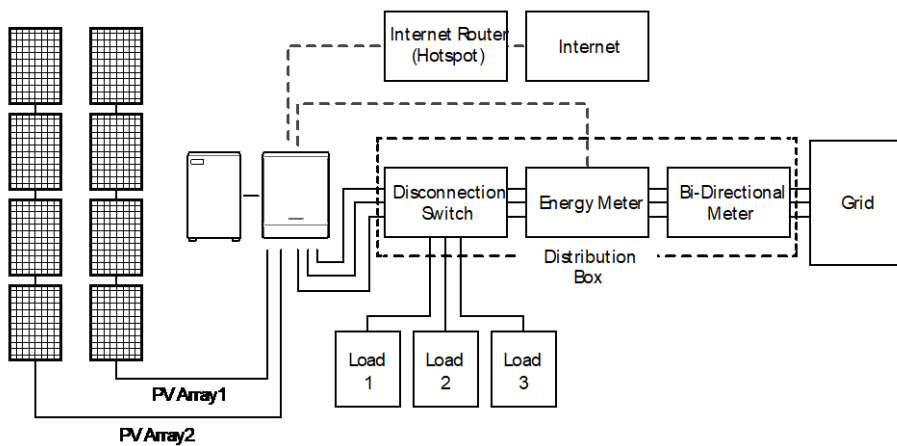 Internet Router
(Hotspot)
Internet
Disconnection
Switch
Energy Meter
Bi-Directional
Meter
Grid
Distribution
Box
Load
1
Load
2
Load
3
PV Array1
PV Array2